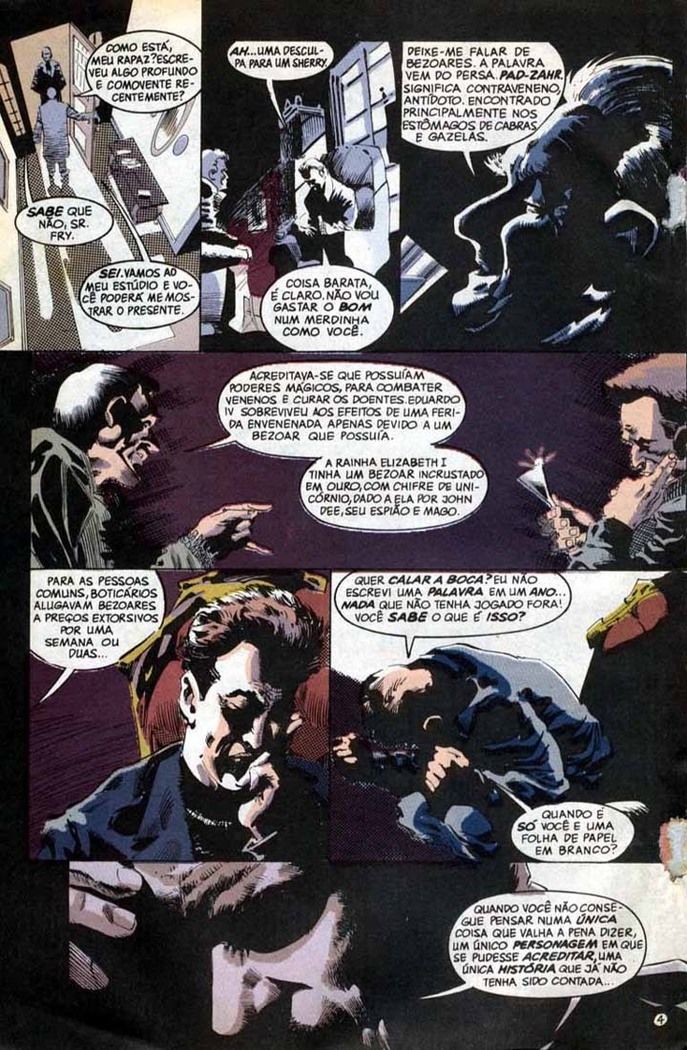 COMO ESTÁ,
MEU RAPAZ? ESCRE-
VEU ALGO PROFUNDO
E COMOVENTE RE-
CENTEMENTE?
SABE QUE
NÃO, SR.
FRY.
SEI. VAMOS AO
MEU ESTÚDIO E VO-
CÊ PODERÁ ME MOS-
TRAR O PRESENTE.
AH... UMA DESCUL-
PA PARA UM SHERRY.
COISA BARATA,
É CLARO. NÃO VOU
GASTAR O BOM
NUM MERDINHA
COMO VOCÊ.
DEIXE-ME FALAR DE
BEZOARES. A PALAVRA
VEM DO PERSA. PAD-ZAHR.
SIGNIFICA CONTRAVENENO,
ANTÍDOTO. ENCONTRADO
PRINCIPALMENTE NOS
ESTÔMAGOS DE CABRAS
E GAZELAS.
ACREDITAVA-SE QUE POSSUÍAM
PODERES MÁGICOS, PARA COMBATER
VENENOS E CURAR OS DOENTES. EDUARDO
IV SOBREVIVEU AOS EFEITOS DE UMA FERI-
DA ENVENENADA APENAS DEVIDO A UM
BEZOAR QUE POSSUÍA.
A RAINHA ELIZABETH I
TINHA UM BEZOAR INCRUSTADO
EM OURO, COM CHIFRE DE UNI-
CÓRNIO, DADO A ELA POR JOHN
DEE, SEU ESPIÃO E MAGO.
PARA AS PESSOAS
COMUNS, BOTICÁRIOS
ALUGAVAM BEZOARES
A PREÇOS EXTORSIVOS
POR UMA
SEMANA OU
DUAS...
QUER CALAR A BOCA? EU NÃO
ESCREVI UMA PALAVRA EM UM ANO...
NADA QUE NÃO TENHA JOGADO FORA!
VOCÊ SABE O QUE É ISSO?
QUANDO É
SÓ VOCÊ E UMA
FOLHA DE PAPEL
EM BRANCO?
QUANDO VOCÊ NÃO CONSE-
GUE PENSAR NUMA ÚNICA
COISA QUE VALHA A PENA DIZER,
UM ÚNICO PERSONAGEM EM QUE
SE PUDESSE ACREDITAR, UMA
ÚNICA HISTÓRIA QUE JÁ NÃO
TENHA SIDO CONTADA...
4